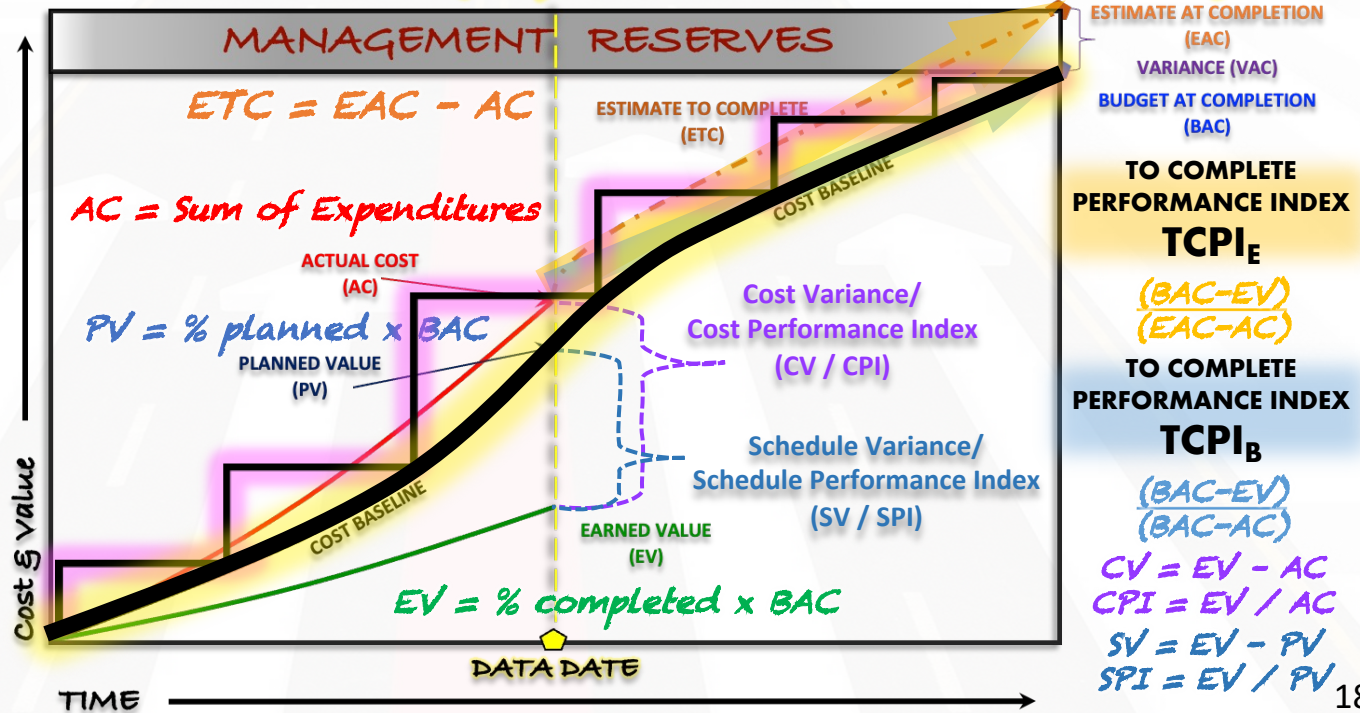 MANAGEMENT RESERVES
ETC = EAC - AC
ESTIMATE TO COMPLETE
(ETC)
AC = Sum of Expenditures
ACTUAL COST
(AC)
PV = % planned x BAC
PLANNED VALUE
(PV)
COST BASELINE
COST BASELINE
Cost Variance/
Cost Performance Index
(CV / CPI)
Schedule Variance/
Schedule Performance Index
(SV / SPI)
EARNED VALUE
(EV)
EV = % completed x BAC
DATA DATE
Cost & Value
TIME
ESTIMATE AT COMPLETION
(EAC)
VARIANCE (VAC)
BUDGET AT COMPLETION
(BAC)
TO COMPLETE
PERFORMANCE INDEX
TCPIE
(BAC-EV)
(EAC-AC)
TO COMPLETE
PERFORMANCE INDEX
TCPIB
(BAC-EV)
(BAC-AC)
CV = EV - AC
CPI = EV / AC
SV = EV - PV
SPI = EV / PV
18